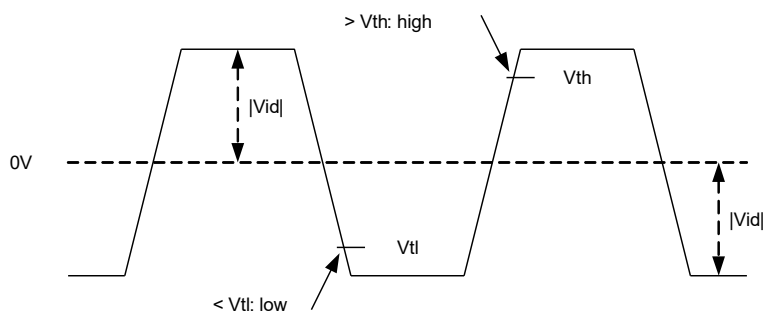 > Vth: high
Vth
|Vid|
0V
|Vid|
Vtl
< Vtl: low